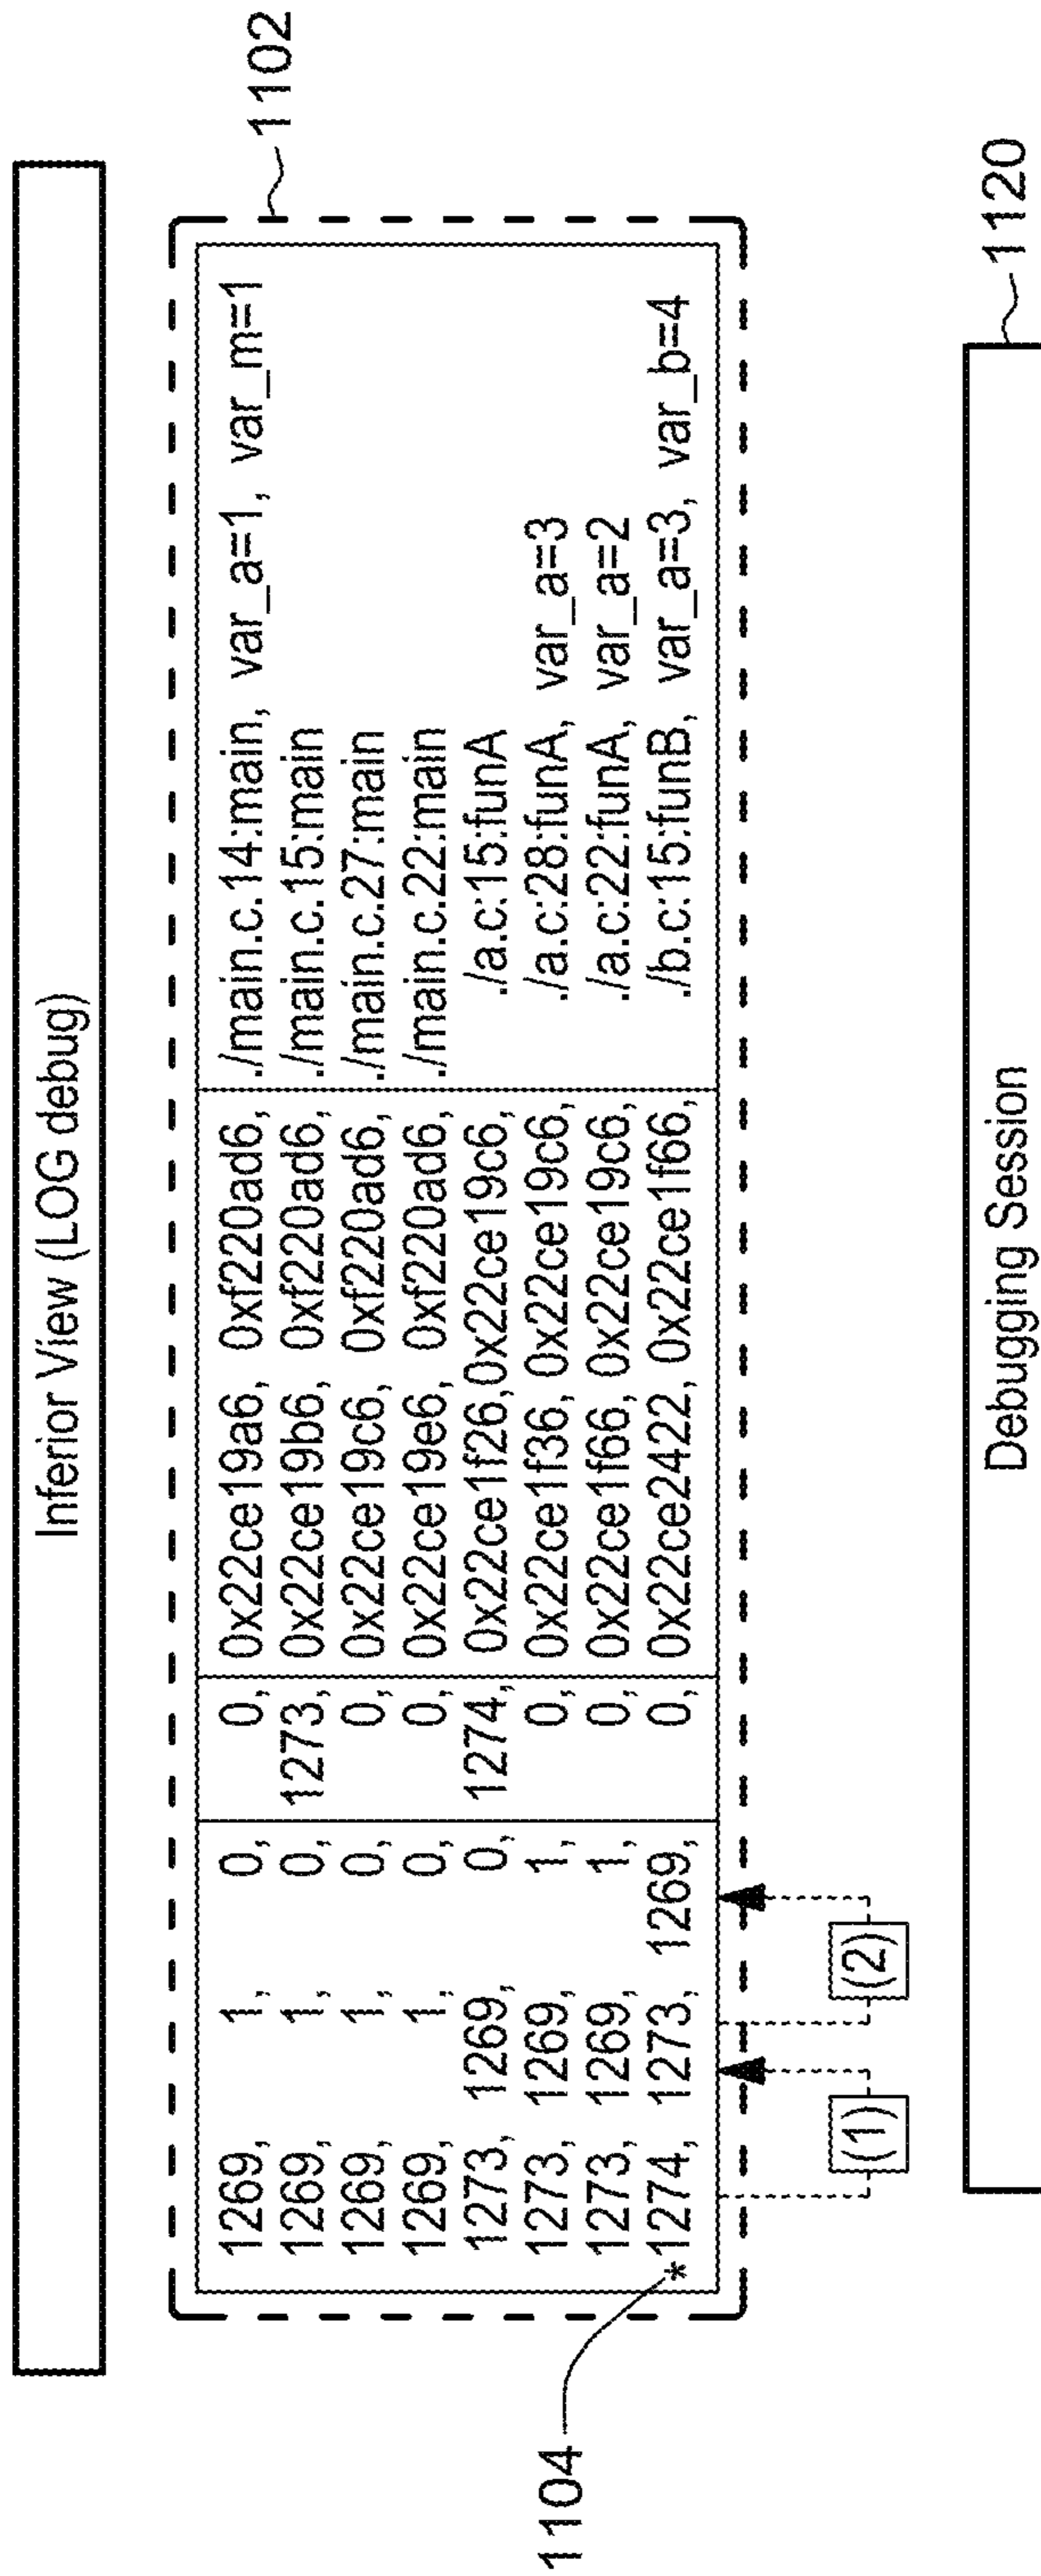 Inferior View (LOG debug)
1102
1269, 1, 0, 0, 0x22ce19a6, 0xf220ad6, ./main.c.14:main, var_a=1, var_m=1
1269, 1, 0, 1273, 0x22ce19b6, 0xf220ad6, ./main.c.15:main
1269, 1, 0, 0, 0x22ce19c6, 0xf220ad6, ./main.c.27:main
1269, 1, 0, 0, 0x22ce19e6, 0xf220ad6, ./main.c.22:main
1273, 1269, 0, 1274, 0x22ce1f26,0x22ce19c6, ./a.c:15:funA
1273, 1269, 1, 0, 0x22ce1f36, 0x22ce19c6, ./a.c:28:funA, var_a=3
1273, 1269, 1, 0, 0x22ce1f66, 0x22ce19c6, ./a.c:22:funA, var_a=2
*1274, 1273, 1269, 0, 0x22ce2422, 0x22ce1f66, ./b.c:15:funB, var_a=3, var_b=4
1104
(1) (2)
1120
Debugging Session